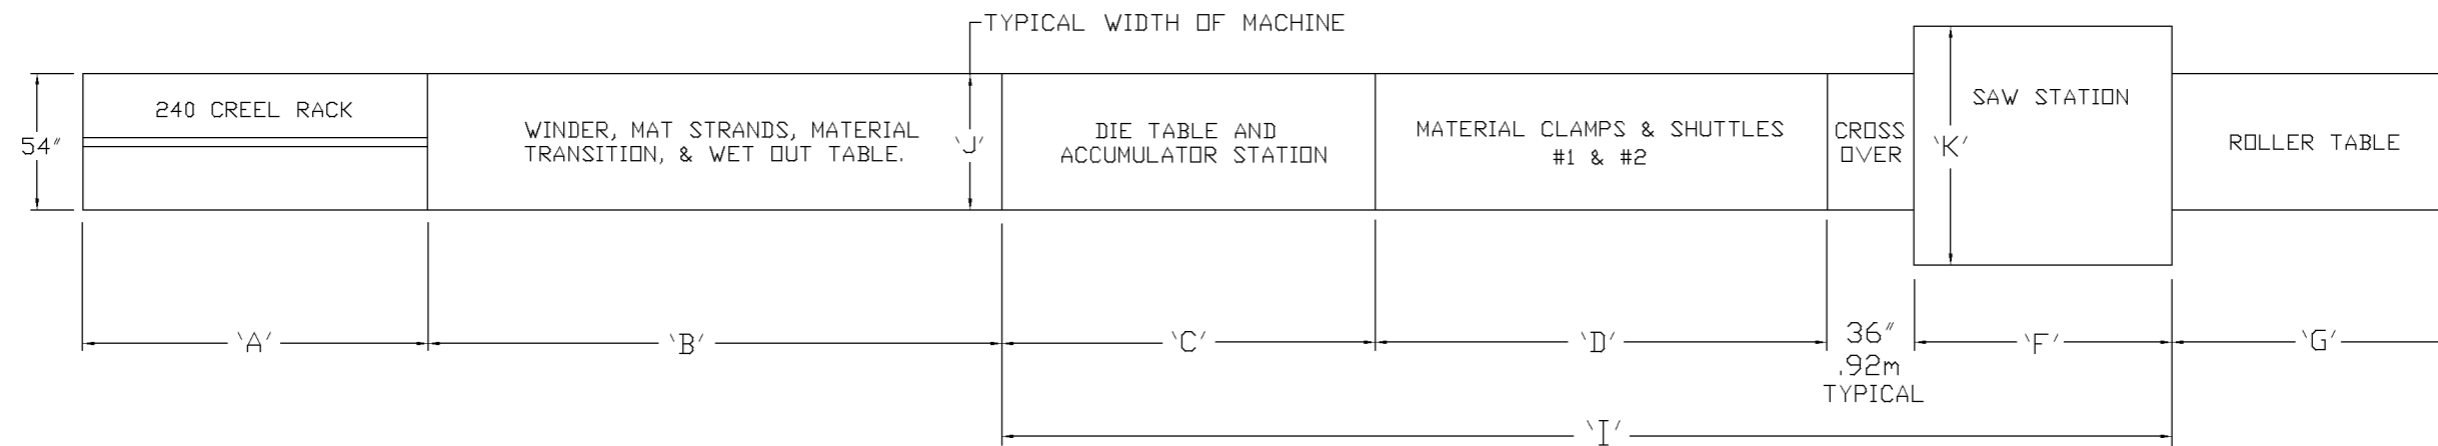 TYPICAL WIDTH OF MACHINE
240 CREEL RACK
54"
WINDER, MAT STRANDS, MATERIAL
TRANSITION, & WET OUT TABLE.
'J'
DIE TABLE AND
ACCUMULATOR STATION
MATERIAL CLAMPS & SHUTTLES
#1 & #2
CROSS
OVER
'K'
SAW STATION
ROLLER TABLE
'A'
'B'
'C'
'D'
36"
.92m
TYPICAL
'F'
'G'
'I'